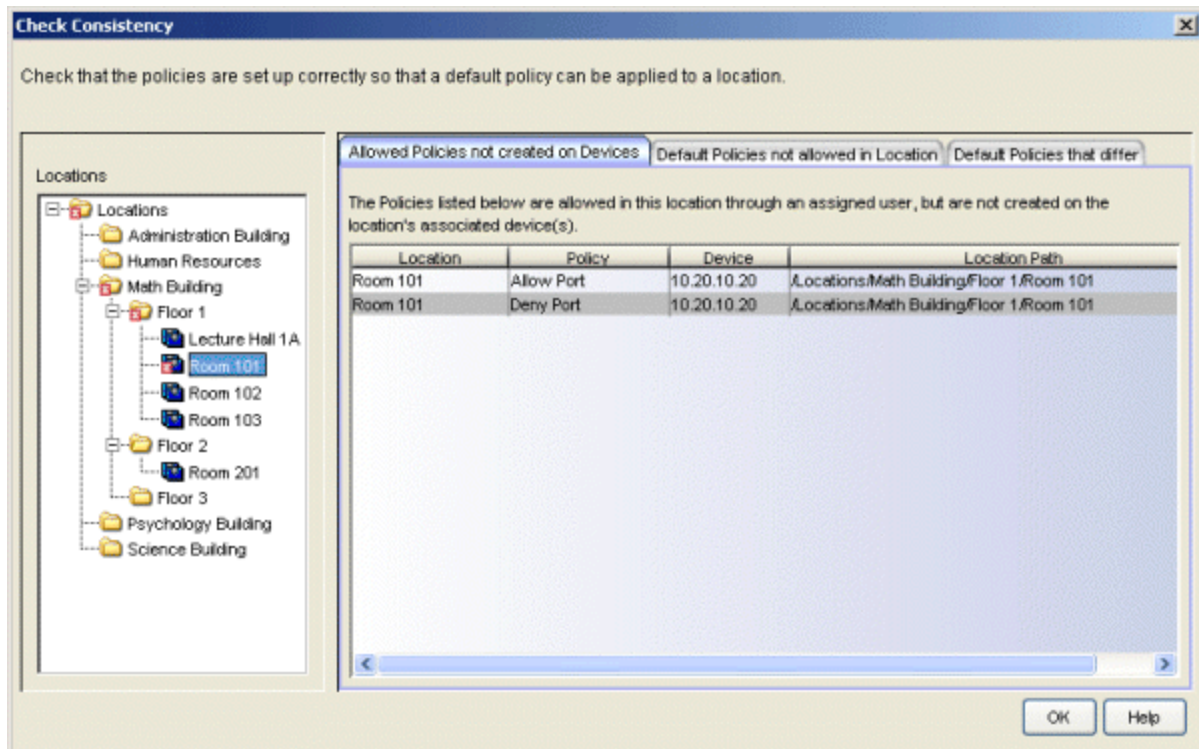 Check Consistency
Check that the policies are set up correctly so that a default policy can be applied to a location.
Locations
Locations
Administration Building
Human Resources
Math Building
Floor 1
Lecture Hall 1A
Room 101
Room 102
Room 103
Floor 2
Room 201
Floor 3
Psychology Building
Science Building
Allowed Policies not created on Devices Default Policies not allowed in Location Default Policies that differ
The Policies listed below are allowed in this location through an assigned user, but are not created on the
location's associated device(s).
Location Policy Device Location Path
Room 101 Allow Port 10.20.10.20 /Locations/Math Building/Floor 1/Room 101
Room 101 Deny Port 10.20.10.20 /Locations/Math Building/Floor 1/Room 101
OK Help